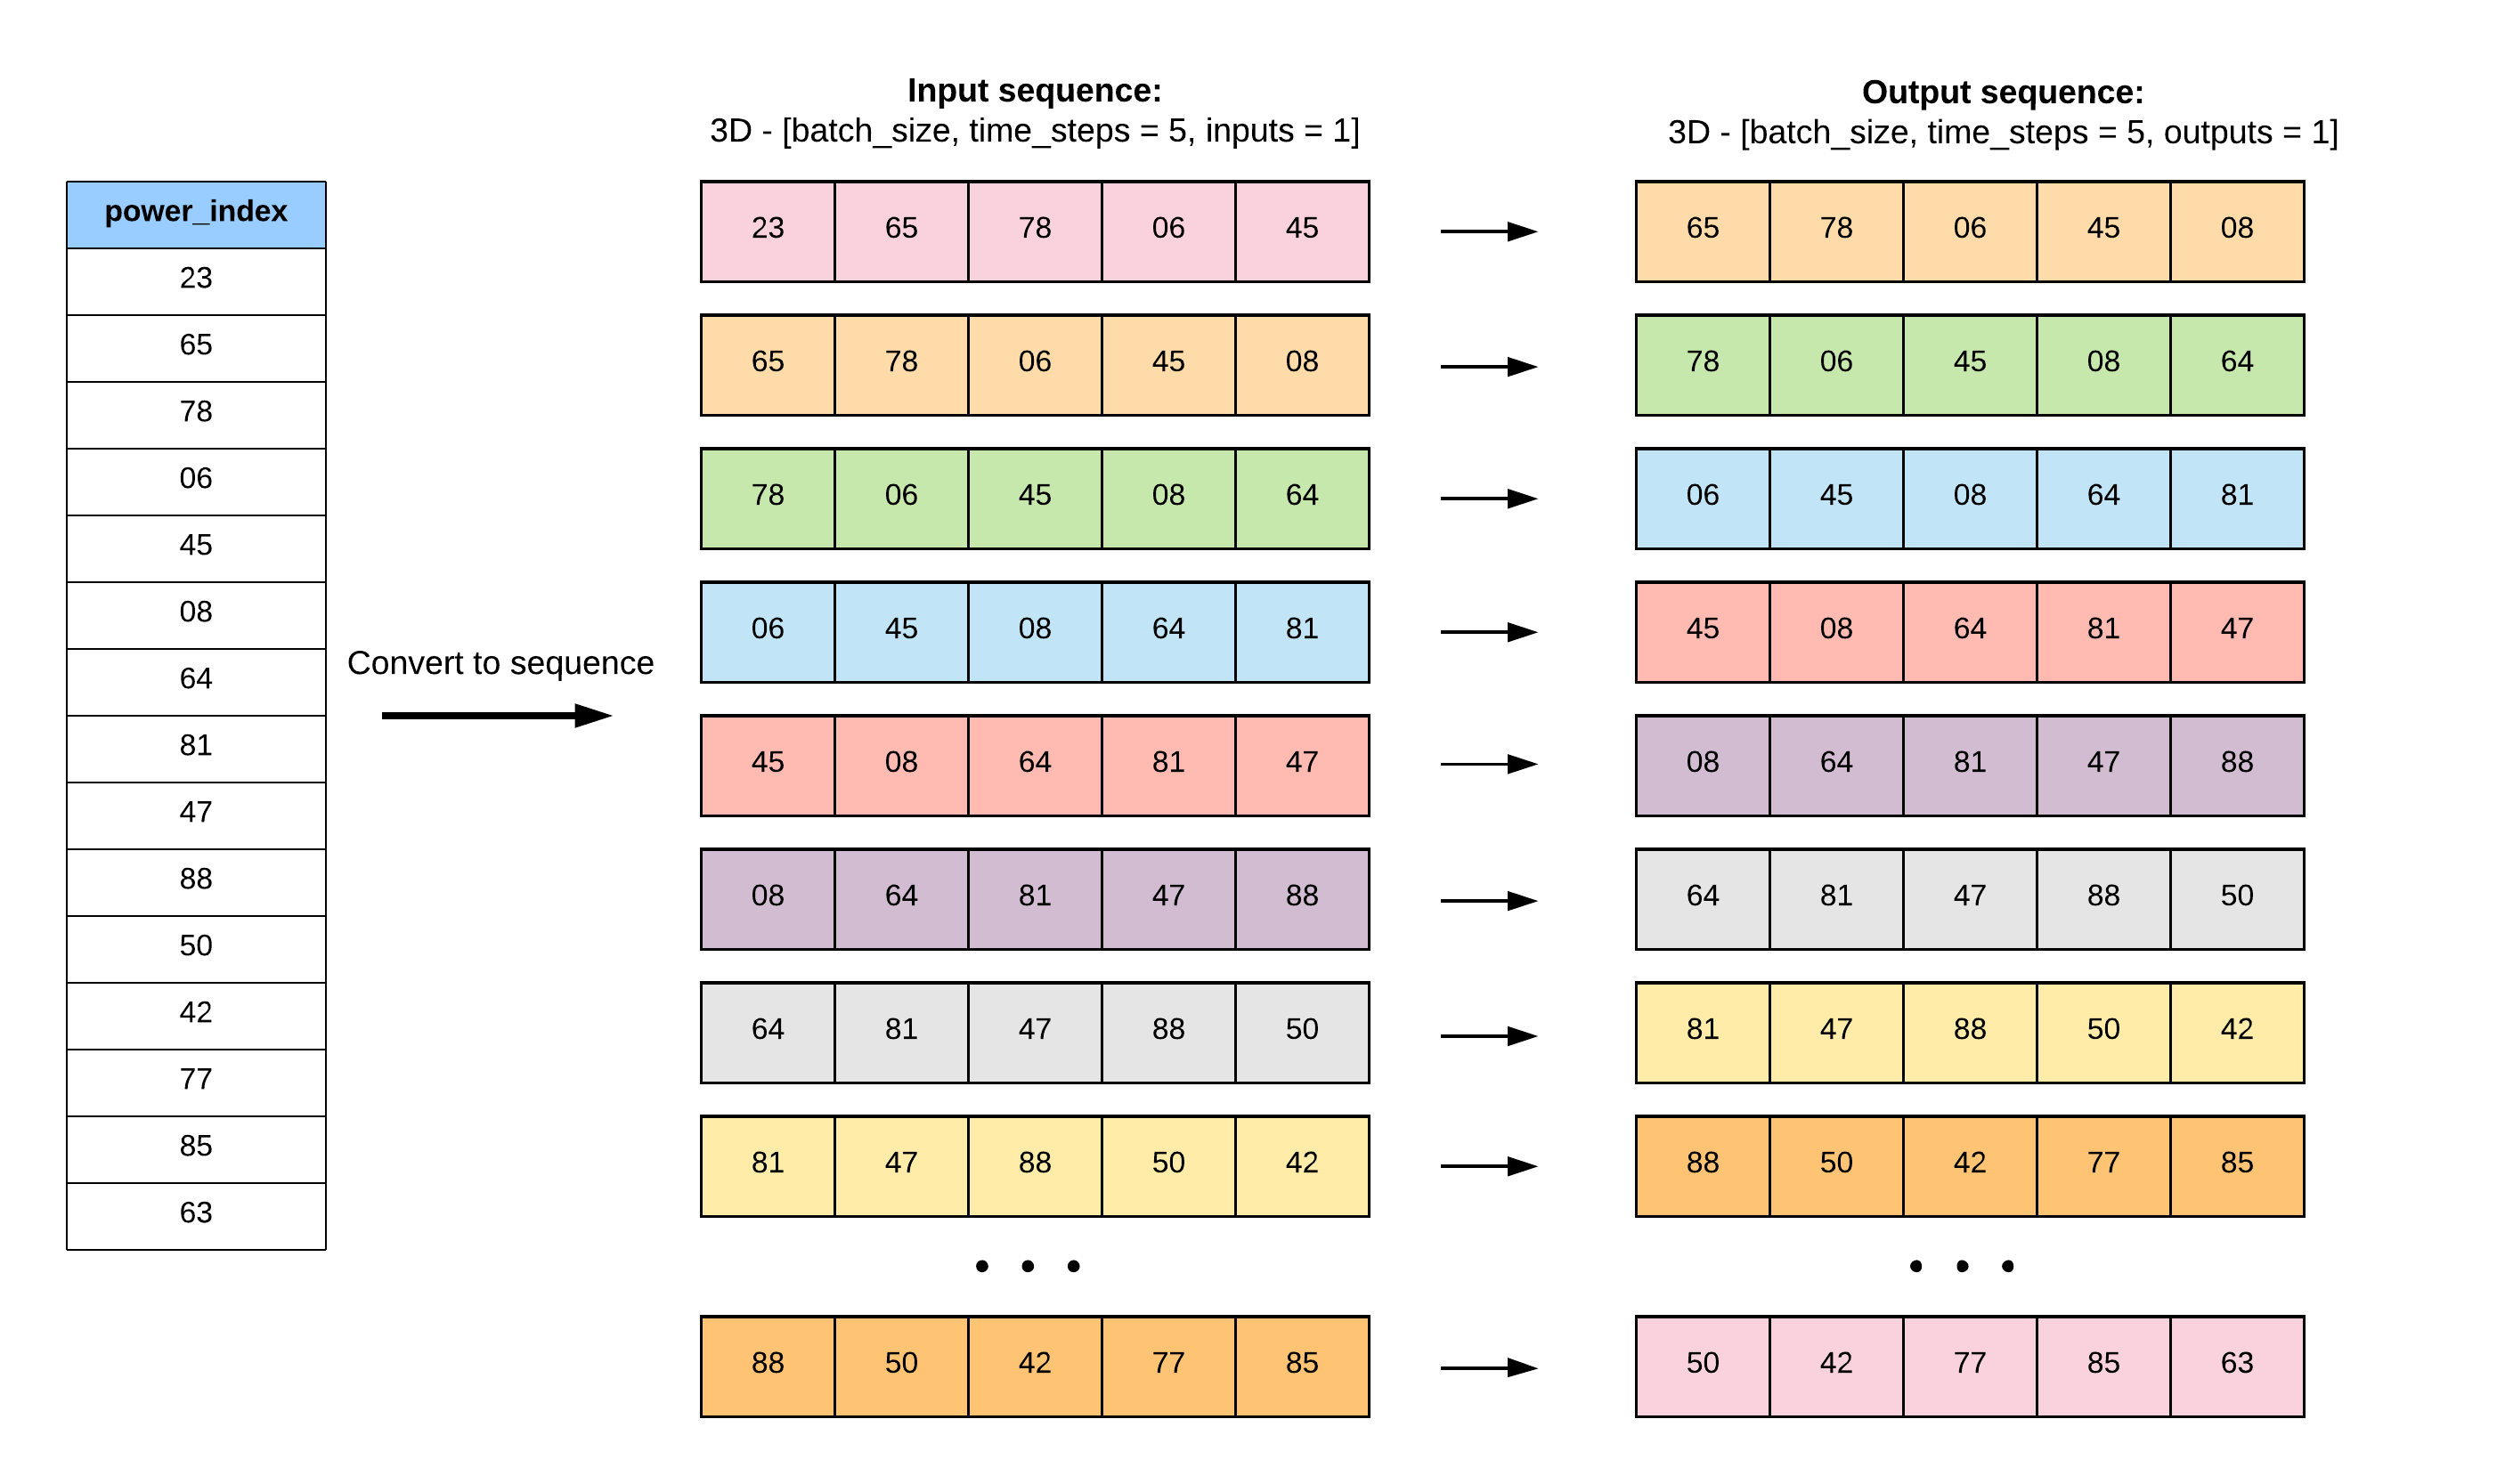 Input sequence:
3D - [batch_size, time_steps = 5, inputs = 1]
Output sequence:
3D - [batch_size, time_steps = 5, outputs = 1]
power_index
23
65
78
06
45
08
64
81
47
88
50
42
77
85
63
Convert to sequence
23 65 78 06 45
65 78 06 45 08
65 78 06 45 08
78 06 45 08 64
78 06 45 08 64
06 45 08 64 81
06 45 08 64 81
45 08 64 81 47
45 08 64 81 47
08 64 81 47 88
08 64 81 47 88
64 81 47 88 50
64 81 47 88 50
81 47 88 50 42
81 47 88 50 42
88 50 42 77 85
. . .
. . .
88 50 42 77 85
50 42 77 85 63